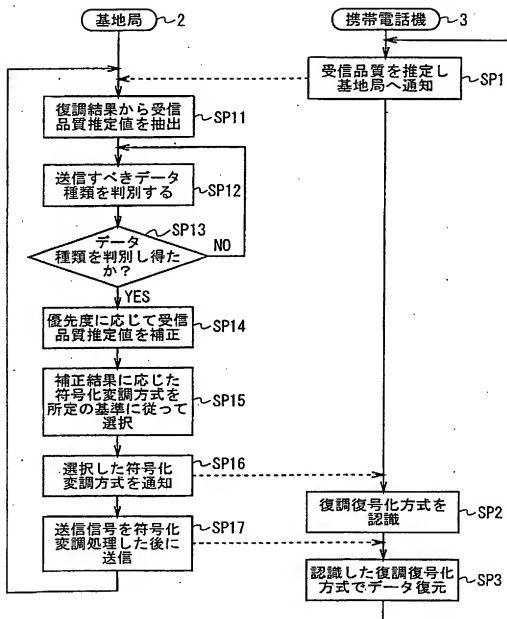 基地局
2
復調結果から受信
品質推定値を抽出
SP11
送信すべきデータ
種類を判別する
SP12
データ
種類を判別し得た
か?
SP13
NO
YES
優先度に応じて受信
品質推定値を補正
SP14
補正結果に応じた
符号化変調方式を
所定の基準に従って
選択
SP15
選択した符号化
変調方式を通知
SP16
送信信号を符号化
変調処理した後に
送信
SP17
携帯電話機
3
受信品質を推定し
基地局へ通知
SP1
復調復号化方式を
認識
SP2
認識した復調復号化
方式でデータ復元
SP3